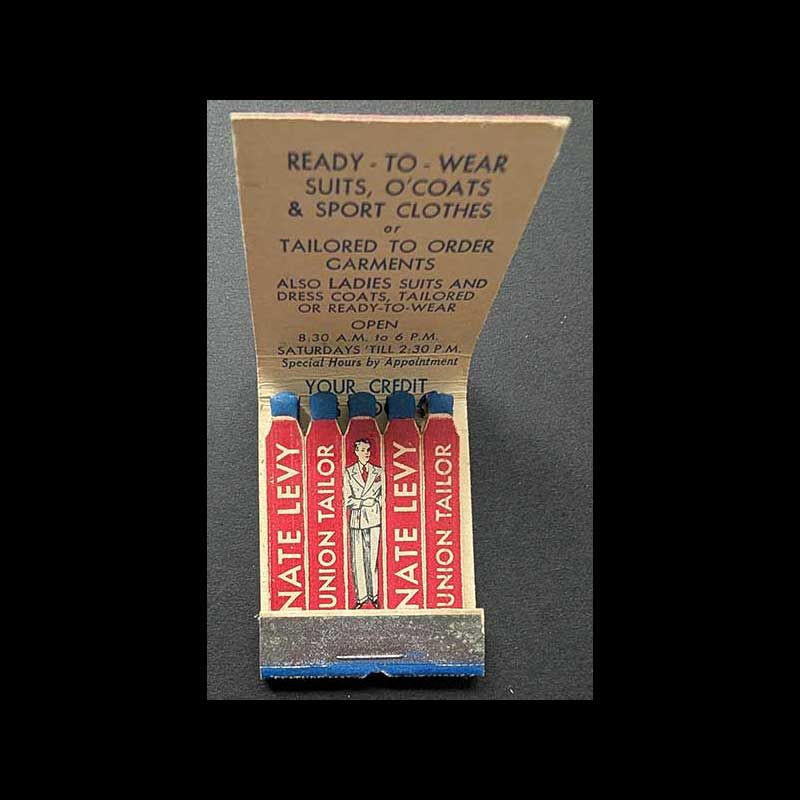 READY - TO - WEAR
SUITS, O'COATS
& SPORT CLOTHES
or
TAILORED TO ORDER
GARMENTS
ALSO LADIES SUITS AND
DRESS COATS, TAILORED
OR READY-TO-WEAR
OPEN
8:30 A.M. to 6 P.M.
SATURDAYS 'TILL 2:30 P.M.
Special Hours by Appointment
YOUR CREDIT
NATE LEVY
UNION TAILOR
NATE LEVY
UNION TAILOR